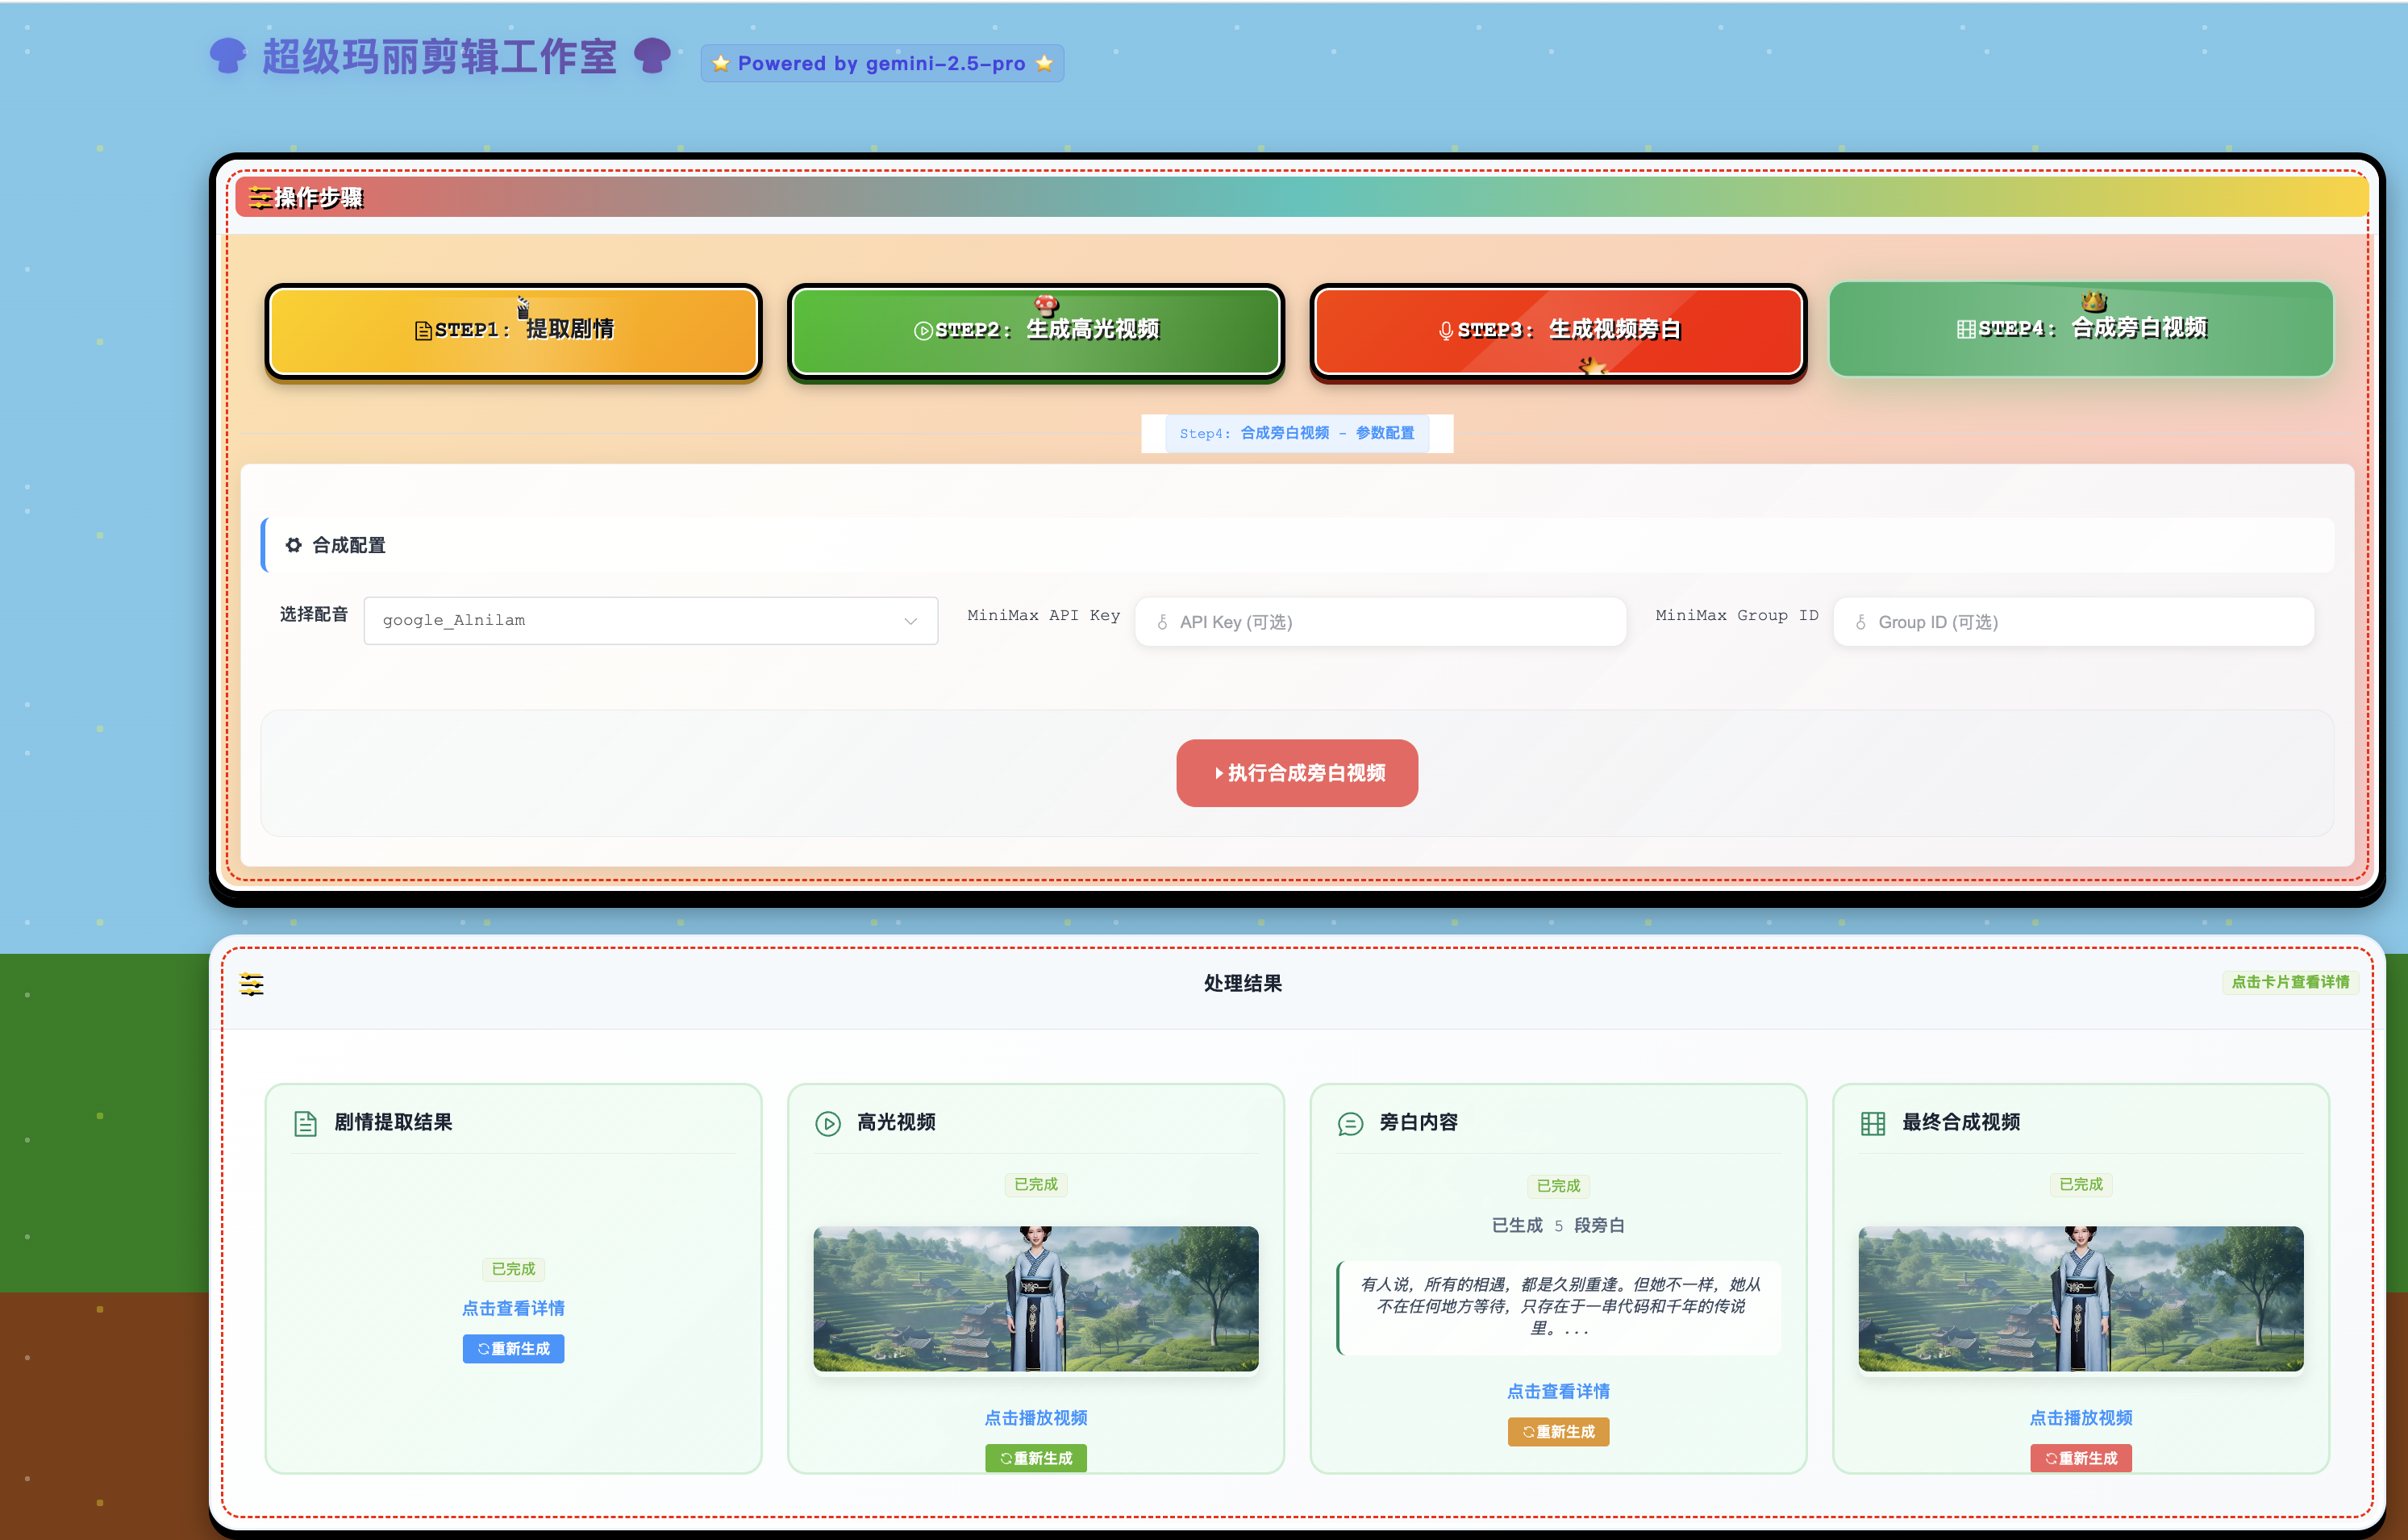 超级玛丽剪辑工作室
⭐ Powered by gemini-2.5-pro ⭐
操作步骤
STEP1: 提取剧情
STEP2: 生成高光视频
STEP3: 生成视频旁白
STEP4: 合成旁白视频
Step4: 合成旁白视频 - 参数配置
合成配置
选择配音
google_Alnilam
MiniMax API Key
API Key (可选)
MiniMax Group ID
Group ID (可选)
执行合成旁白视频
处理结果
点击卡片查看详情
剧情提取结果
已完成
点击查看详情
重新生成
高光视频
已完成
点击播放视频
重新生成
旁白内容
已完成
已生成 5 段旁白
有人说，所有的相遇，都是久别重逢。但她不一样，她从
不在任何地方等待，只存在于一串代码和千年的传说
里。...
点击查看详情
重新生成
最终合成视频
已完成
点击播放视频
重新生成